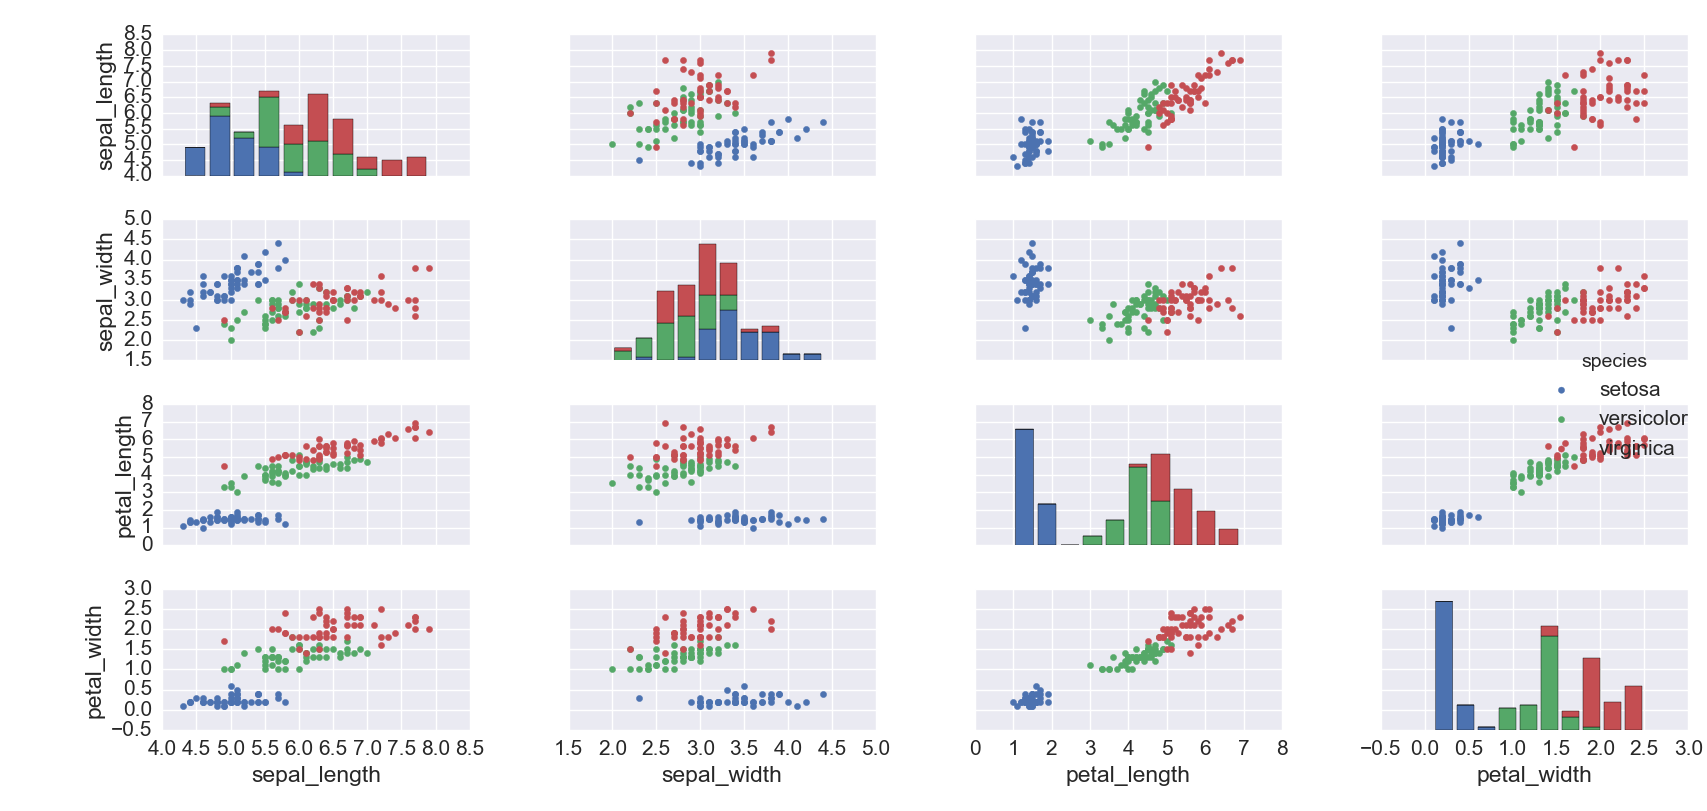 sepal_length
8.5
8.0
7.5
7.0
6.5
6.0
5.5
5.0
4.5
4.0
sepal_width
5.0
4.5
4.0
3.5
3.0
2.5
2.0
1.5
species
setosa
versicolor
virginica
petal_length
8
7
6
5
4
3
2
1
0
petal_width
3.0
2.5
2.0
1.5
1.0
0.5
0.0
−0.5
4.0 4.5 5.0 5.5 6.0 6.5 7.0 7.5 8.0 8.5
sepal_length
1.5 2.0 2.5 3.0 3.5 4.0 4.5 5.0
sepal_width
0 1 2 3 4 5 6 7 8
petal_length
−0.5 0.0 0.5 1.0 1.5 2.0 2.5 3.0
petal_width